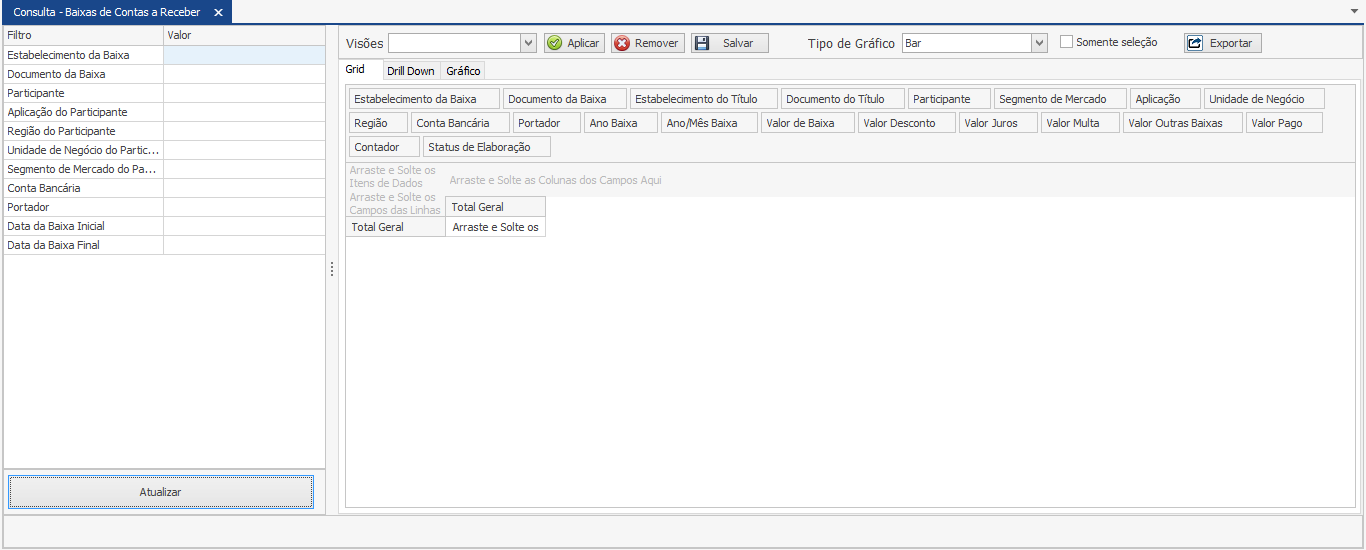 Consulta - Baixas de Contas a Receber
Filtro Valor
Estabelecimento da Baixa
Documento da Baixa
Participante
Aplicação do Participante
Região do Participante
Unidade de Negócio do Partic...
Segmento de Mercado do Pa...
Conta Bancária
Portador
Data da Baixa Inicial
Data da Baixa Final
Atualizar
Visões Aplicar Remover Salvar Tipo de Gráfico Bar Somente seleção Exportar
Grid Drill Down Gráfico
Estabelecimento da Baixa Documento da Baixa Estabelecimento do Título Documento do Título Participante Segmento de Mercado Aplicação Unidade de Negócio
Região Conta Bancária Portador Ano Baixa Ano/Mês Baixa Valor de Baixa Valor Desconto Valor Juros Valor Multa Valor Outras Baixas Valor Pago
Contador Status de Elaboração
Arraste e Solte os
Itens de Dados
Arraste e Solte as Colunas dos Campos Aqui
Arraste e Solte os
Campos das Linhas
Total Geral
Total Geral Arraste e Solte os